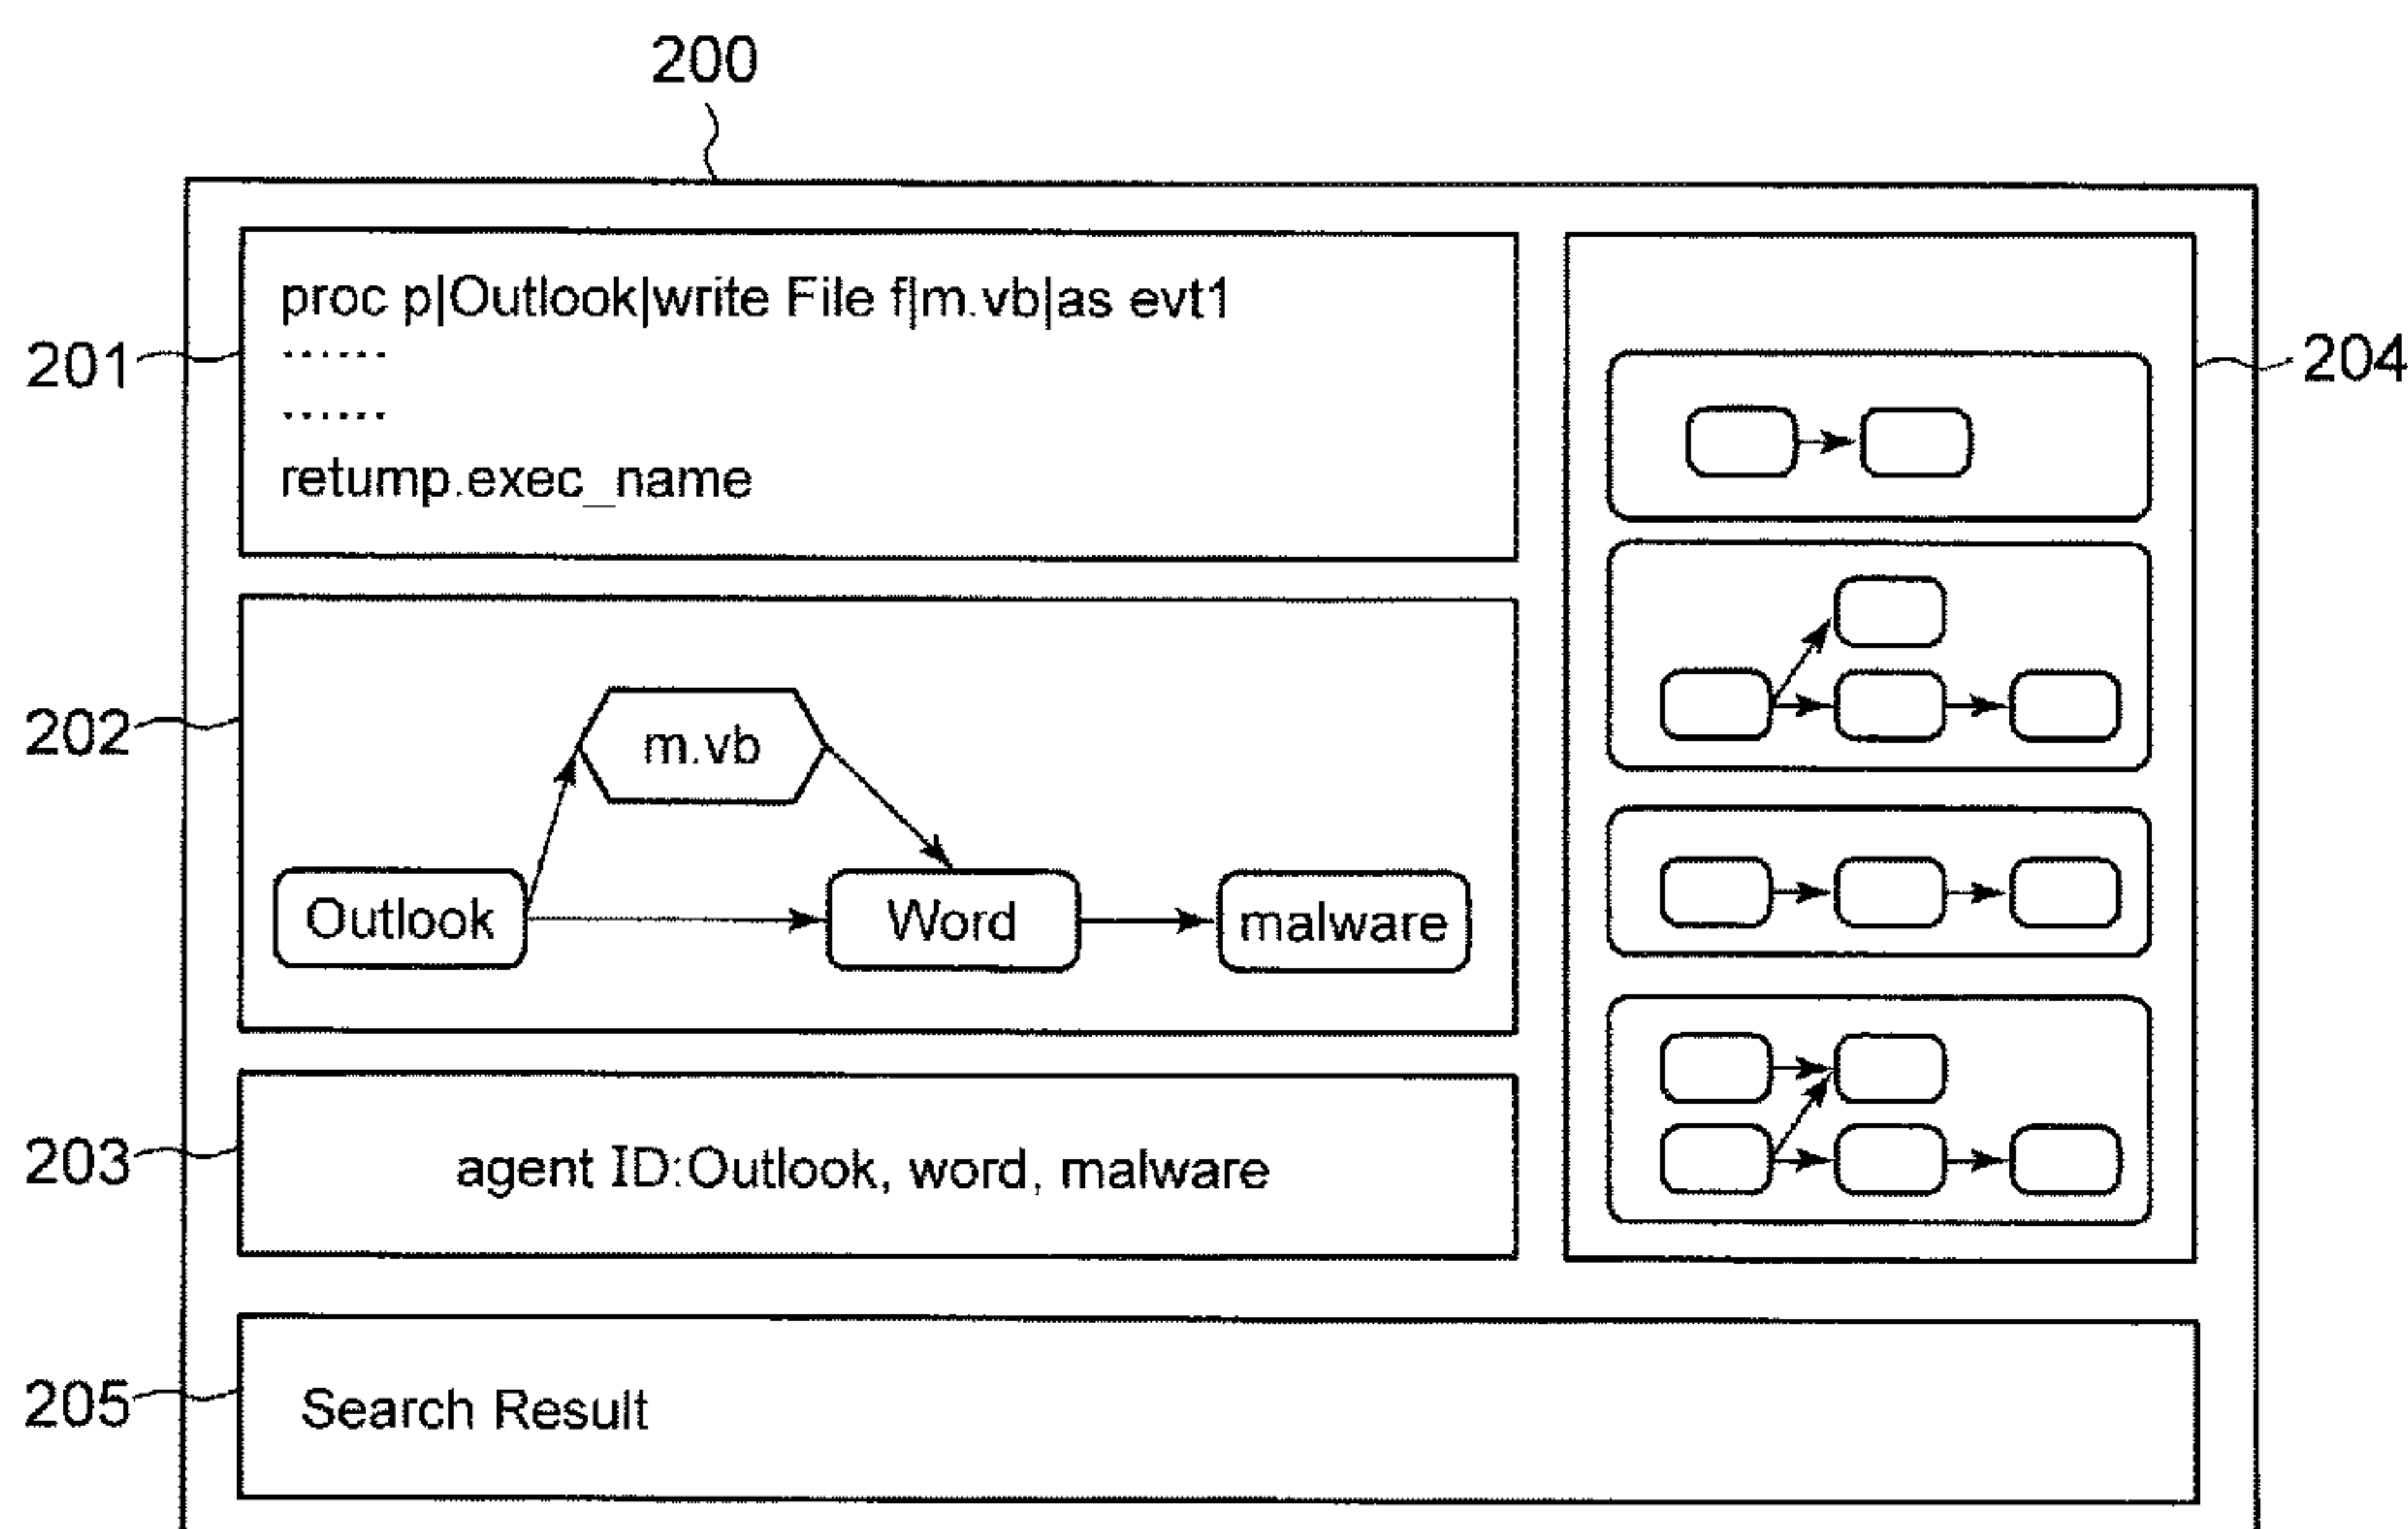 200
proc p|Outlook|write File f|m.vb|as evt1
......
......
retump.exec_name
201
204
m.vb
202
Outlook
Word
malware
agent ID:Outlook, word, malware
203
Search Result
205